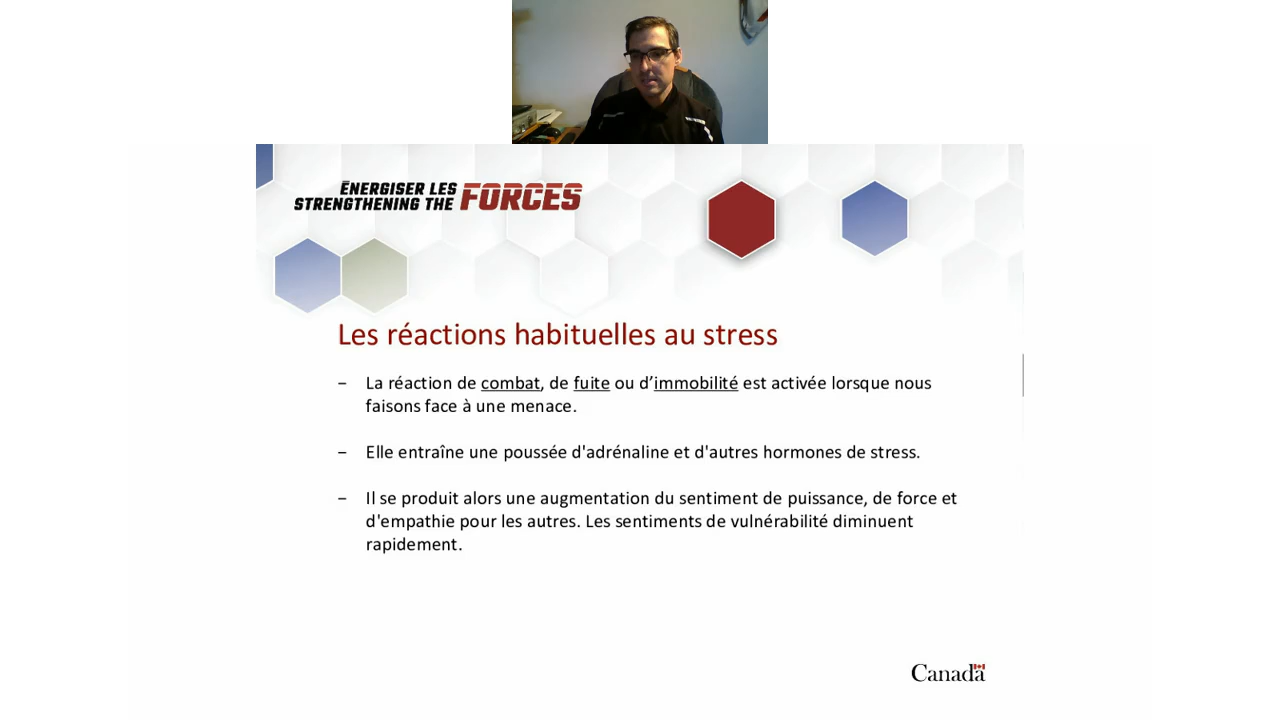 ÉNERGISER LES
STRENGTHENING THE FORCES
Les réactions habituelles au stress
– La réaction de combat, de fuite ou d’immobilité est activée lorsque nous
faisons face à une menace.
– Elle entraîne une poussée d'adrénaline et d'autres hormones de stress.
– Il se produit alors une augmentation du sentiment de puissance, de force et
d'empathie pour les autres. Les sentiments de vulnérabilité diminuent
rapidement.
Canada